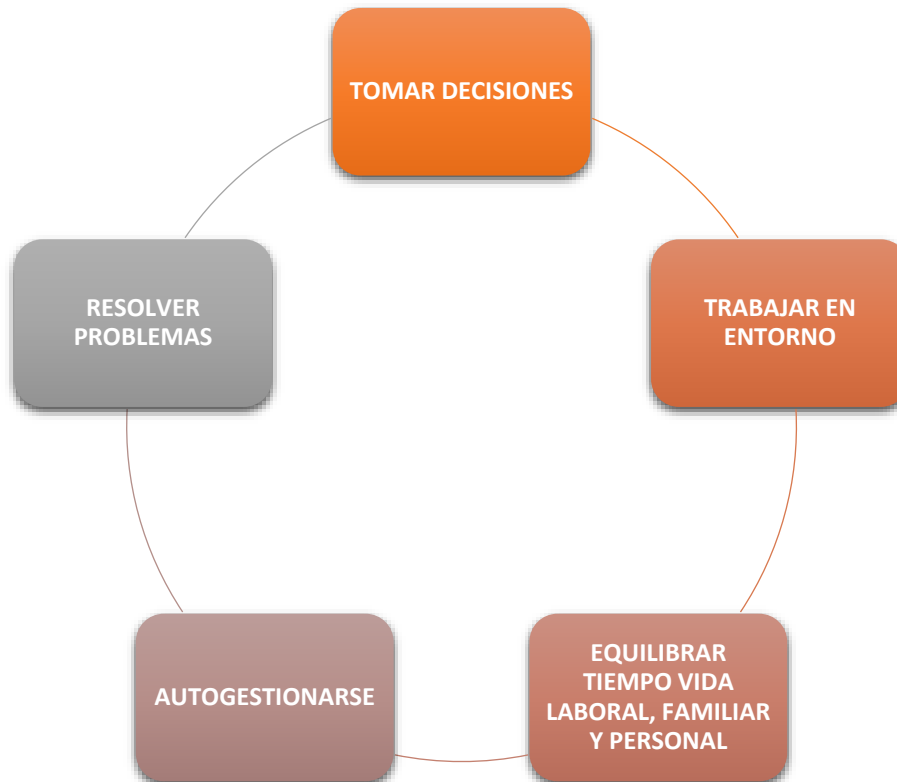 TOMAR DECISIONES
TRABAJAR EN
ENTORNO
EQUILIBRAR
TIEMPO VIDA
LABORAL, FAMILIAR
Y PERSONAL
AUTOGESTIONARSE
RESOLVER
PROBLEMAS